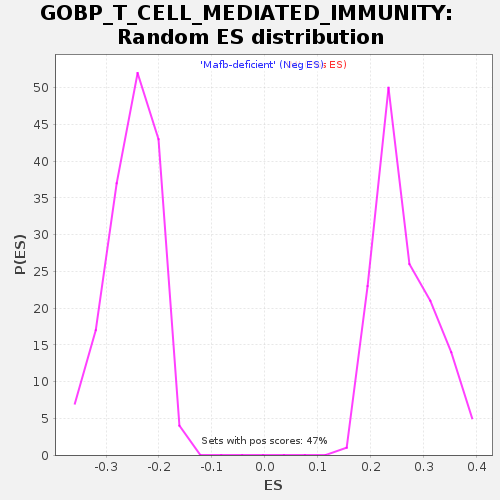 GOBP_T_CELL_MEDIATED_IMMUNITY:
Random ES distribution
'Mafb-deficient' (Neg ES): ES)
50
45
40
35
30
25
20
15
10
5
0
P(ES)
Sets with pos scores: 47%
-0.3 -0.2 -0.1 0.0 0.1 0.2 0.3 0.4
ES